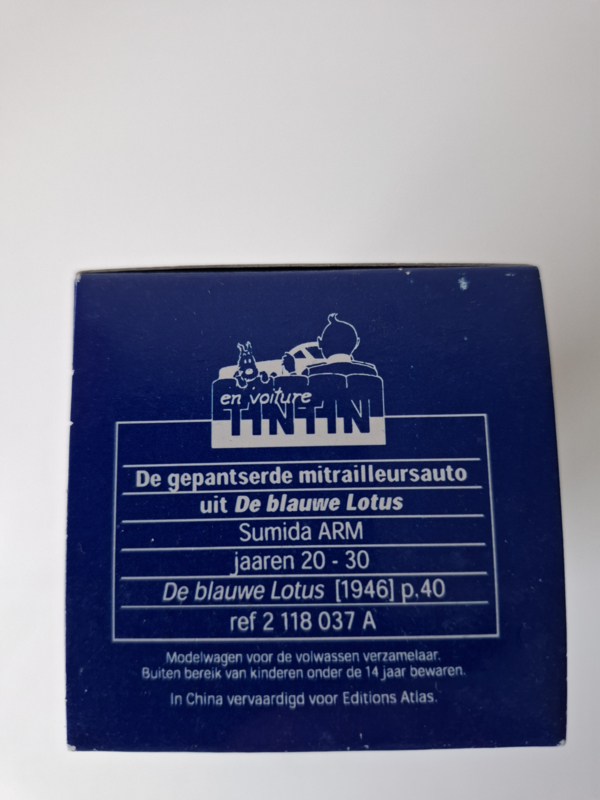 en voiture
TINTIN
De gepantserde mitrailleursauto
uit De blauwe Lotus
Sumida ARM
jaaren 20 - 30
De blauwe Lotus [1946] p.40
ref 2 118 037 A
Modelwagen voor de volwassen verzamelaar.
Buiten bereik van kinderen onder de 14 jaar bewaren.
In China vervaardigd voor Editions Atlas.